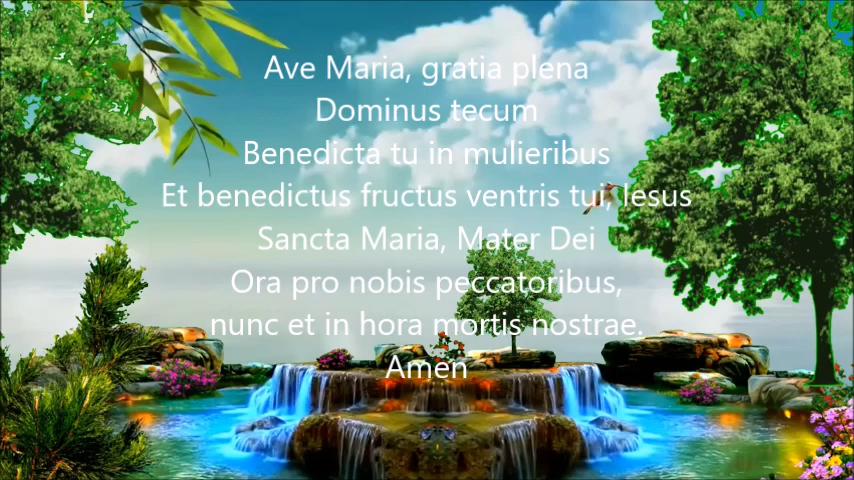 Ave Maria, gratia plena
Dominus tecum
Benedicta tu in mulieribus
Et benedictus fructus ventris tui, Iesus
Sancta Maria, Mater Dei
Ora pro nobis peccatoribus,
nunc et in hora mortis nostrae.
Amen